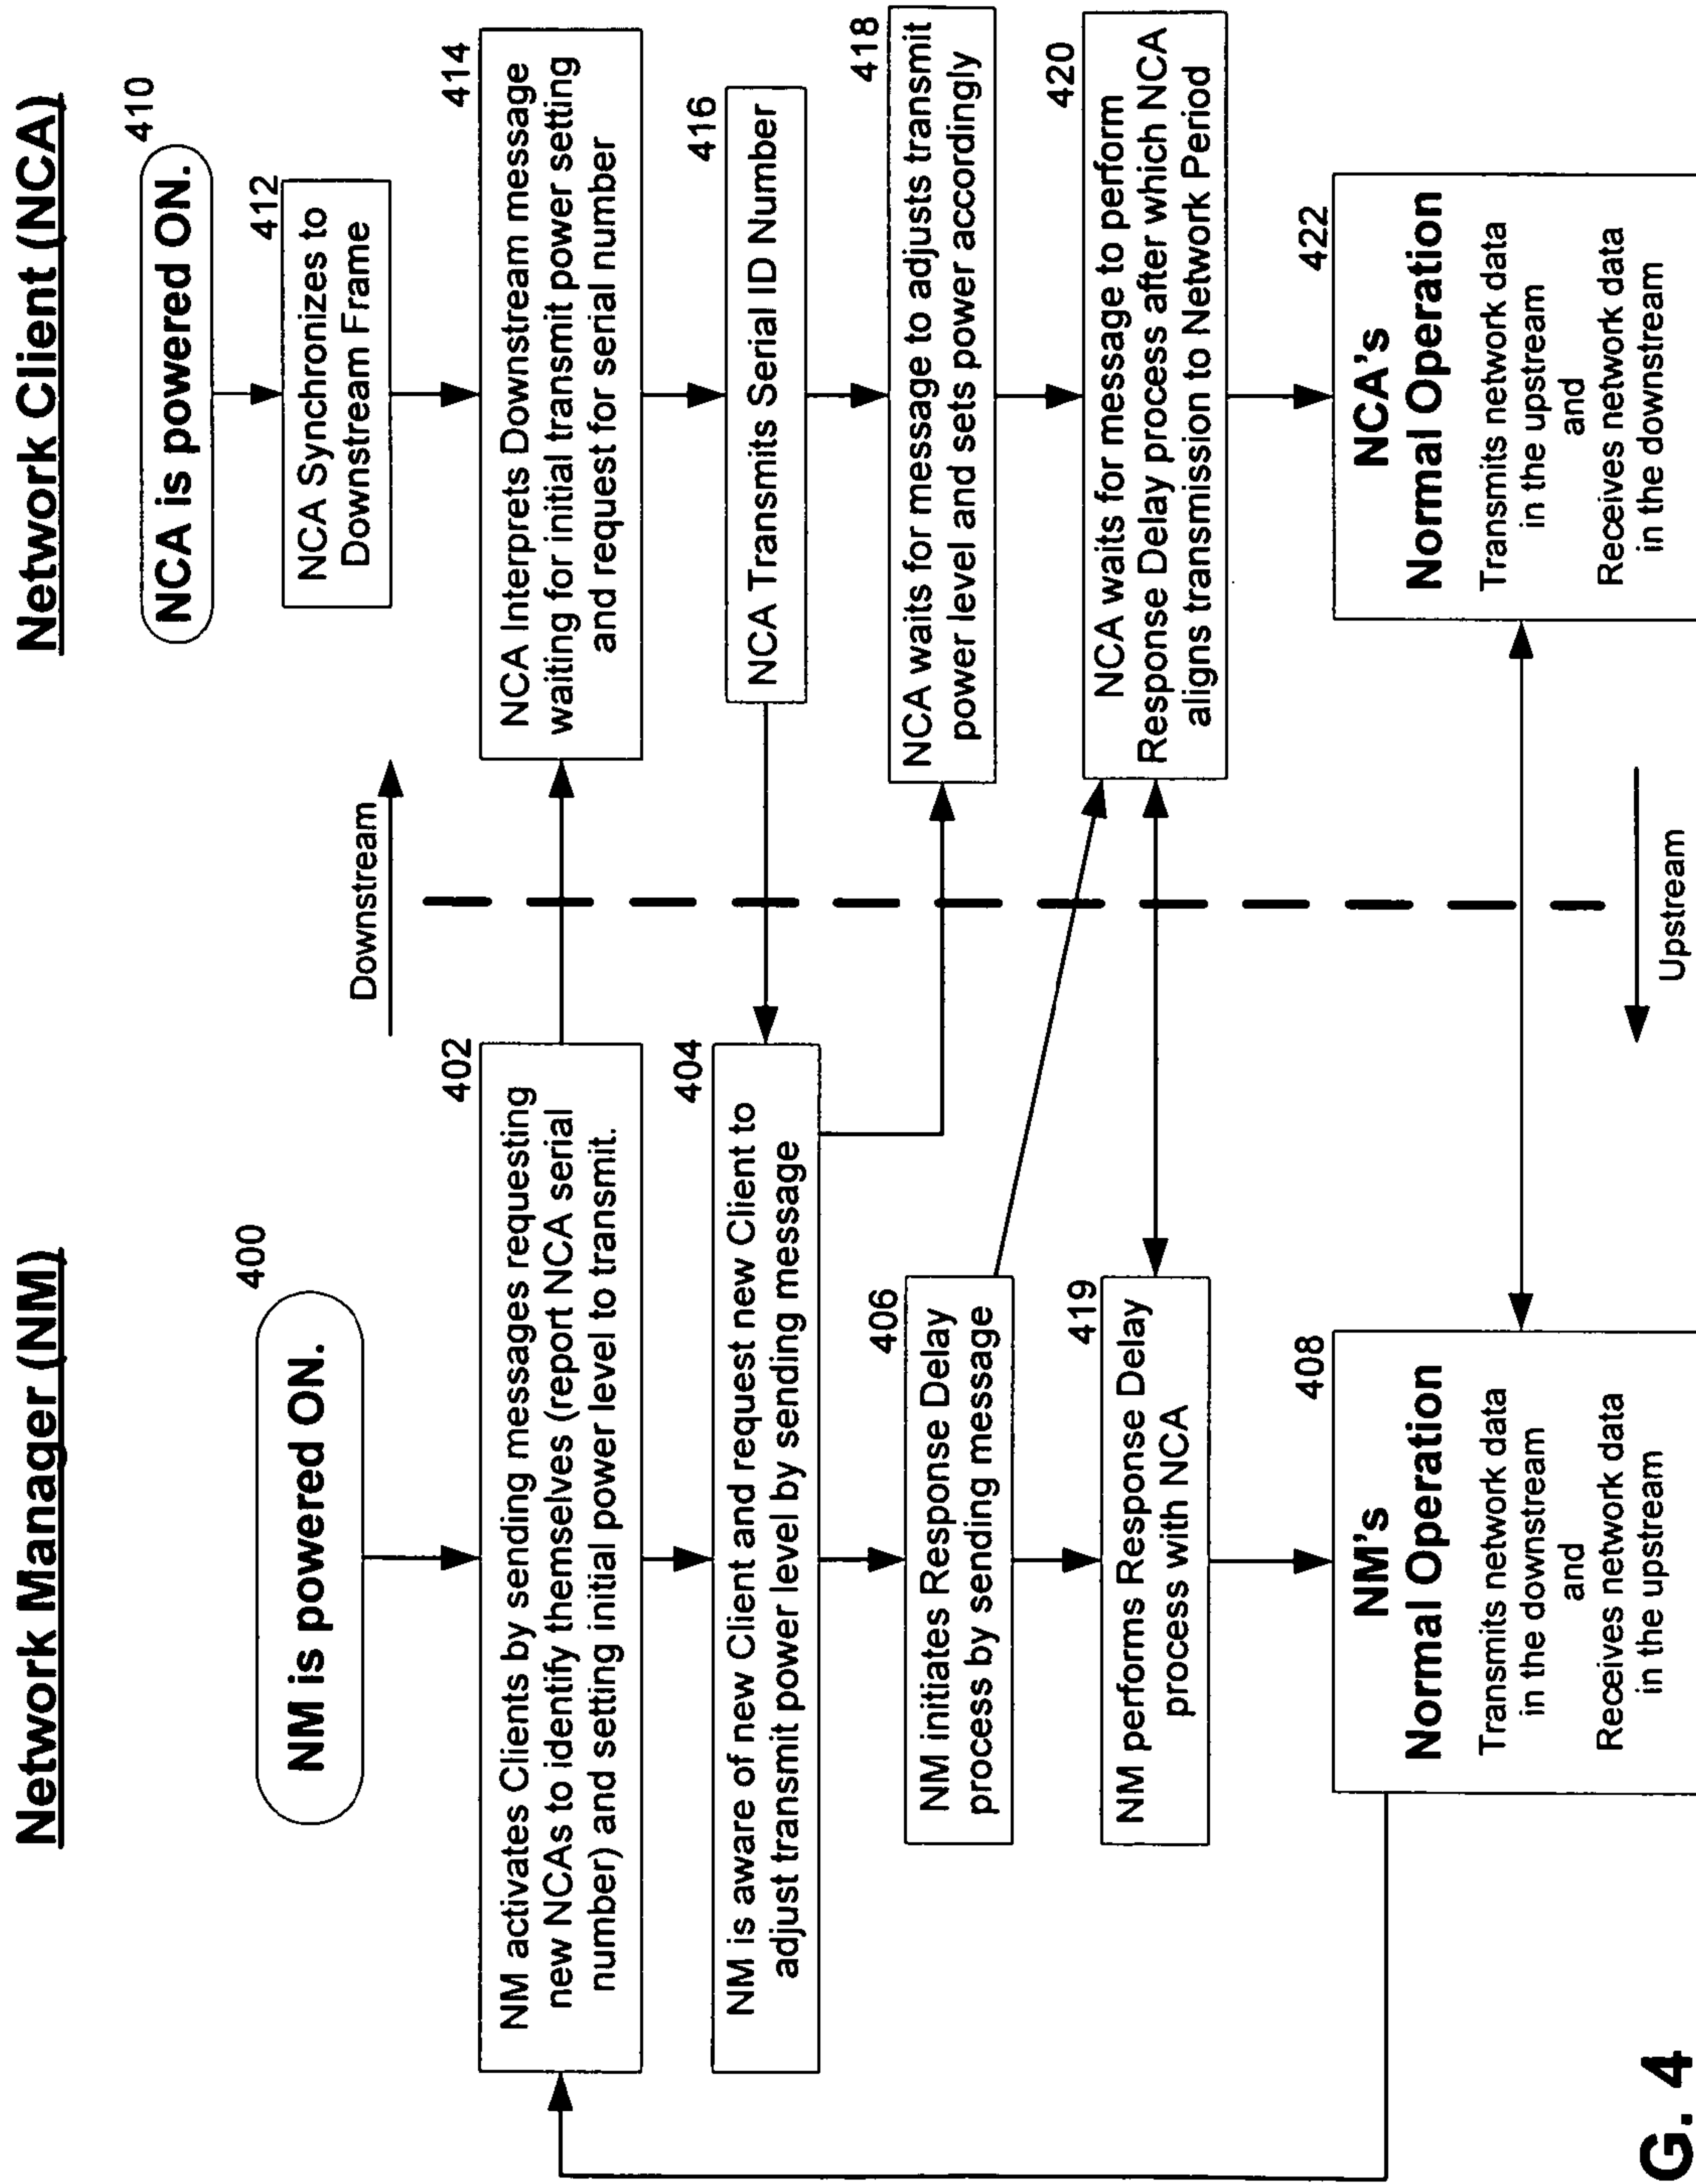 Network Manager (NM)
400
NM is powered ON.
402
NM activates Clients by sending messages requesting
new NCAs to identify themselves (report NCA serial
number) and setting initial power level to transmit.
404
NM is aware of new Client and request new Client to
adjust transmit power level by sending message
406
NM initiates Response Delay
process by sending message
419
NM performs Response Delay
process with NCA
408
NM's
Normal Operation
Transmits network data
in the downstream
and
Receives network data
in the upstream
Downstream
Upstream
Network Client (NCA)
410
NCA is powered ON.
412
NCA Synchronizes to
Downstream Frame
414
NCA Interprets Downstream message
waiting for initial transmit power setting
and request for serial number
416
NCA Transmits Serial ID Number
418
NCA waits for message to adjusts transmit
power level and sets power accordingly
420
NCA waits for message to perform
Response Delay process after which NCA
aligns transmission to Network Period
422
NCA's
Normal Operation
Transmits network data
in the upstream
and
Receives network data
in the downstream
G. 4